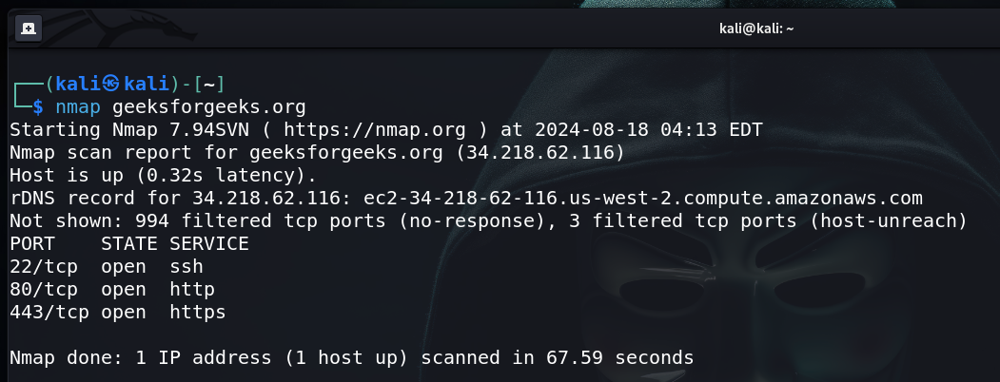 kali@kali: ~
┌──(kali㉿kali)-[~]
└─$ nmap geeksforgeeks.org
Starting Nmap 7.94SVN ( https://nmap.org ) at 2024-08-18 04:13 EDT
Nmap scan report for geeksforgeeks.org (34.218.62.116)
Host is up (0.32s latency).
rDNS record for 34.218.62.116: ec2-34-218-62-116.us-west-2.compute.amazonaws.com
Not shown: 994 filtered tcp ports (no-response), 3 filtered tcp ports (host-unreach)
PORT    STATE SERVICE
22/tcp  open  ssh
80/tcp  open  http
443/tcp open  https
Nmap done: 1 IP address (1 host up) scanned in 67.59 seconds